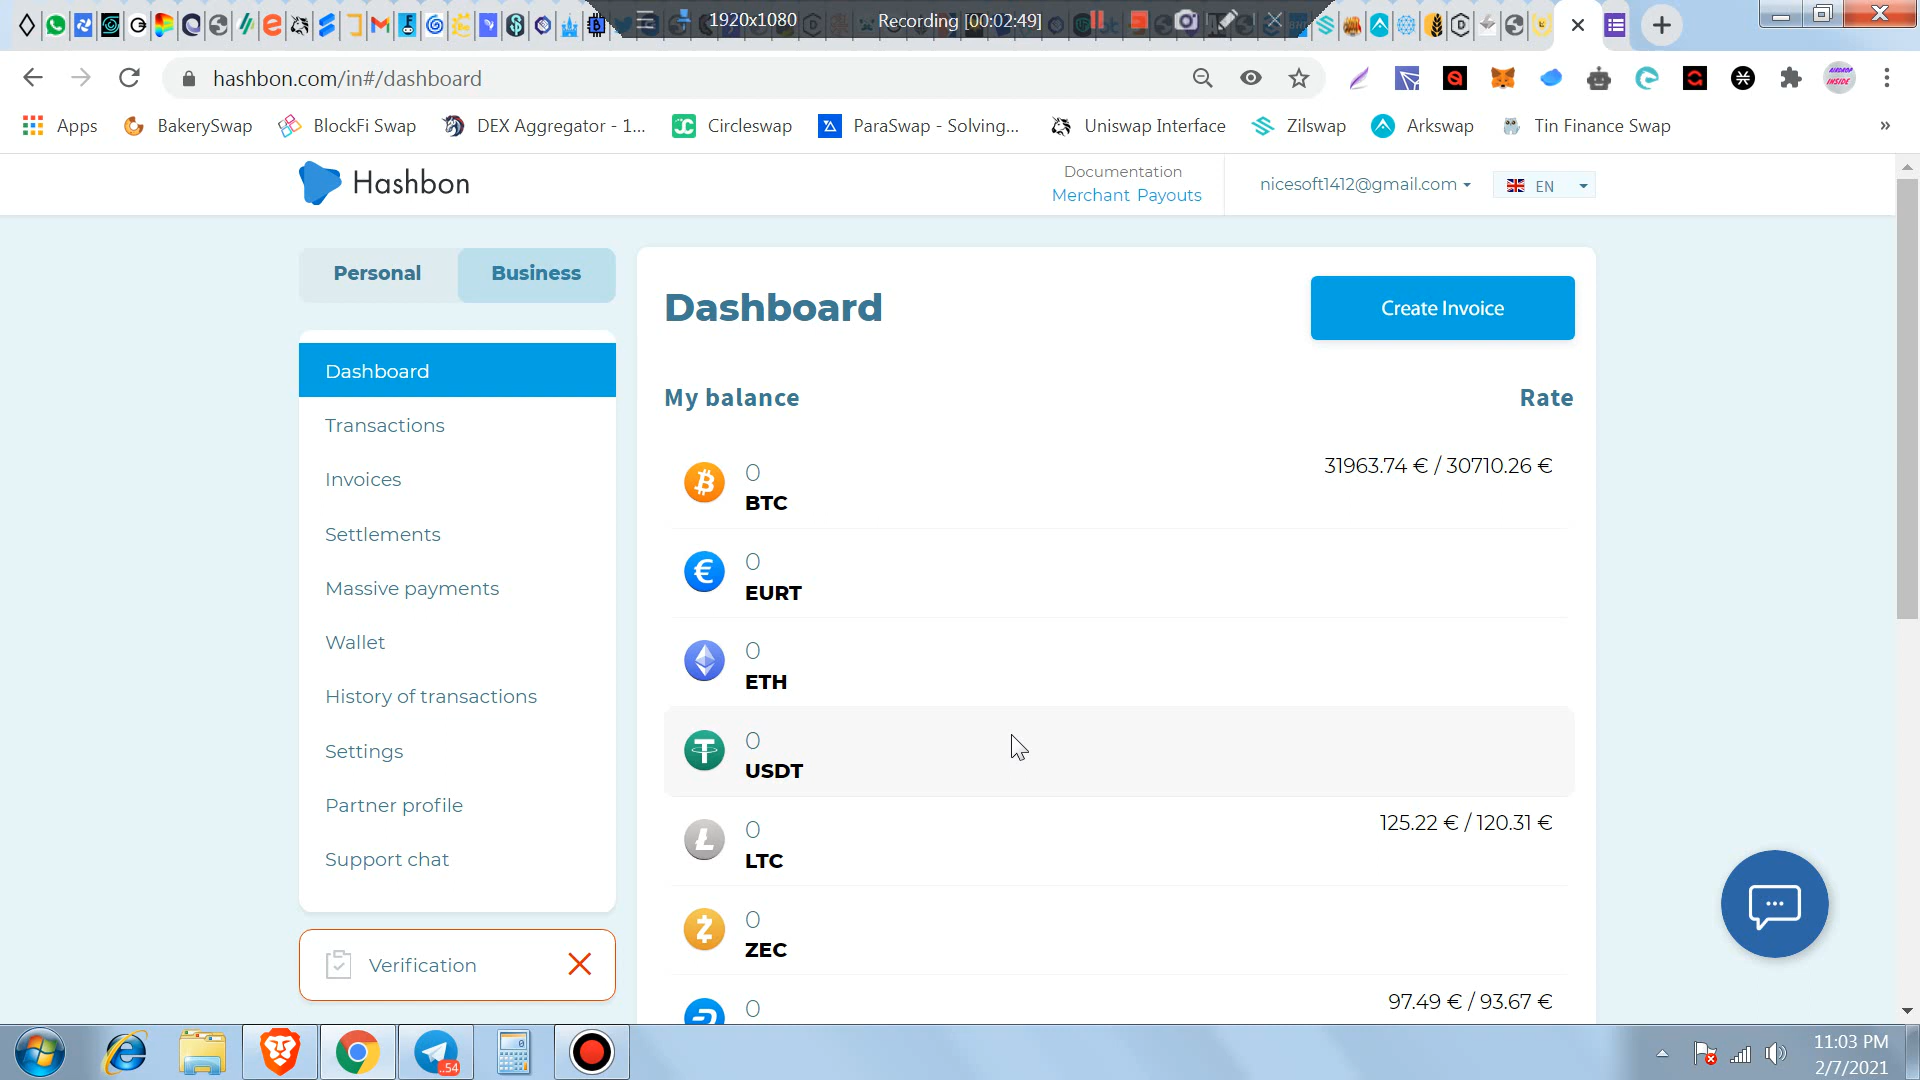 1920x1080
Recording [00:02:49]
hashbon.com/in#/dashboard
Apps
BakerySwap
BlockFi Swap
DEX Aggregator - 1...
Circleswap
ParaSwap - Solving...
Uniswap Interface
Zilswap
Arkswap
Tin Finance Swap
»
Hashbon
Documentation
Merchant Payouts
nicesoft1412@gmail.com
EN
Personal
Business
Dashboard
Transactions
Invoices
Settlements
Massive payments
Wallet
History of transactions
Settings
Partner profile
Support chat
Verification
Dashboard
Create Invoice
My balance
Rate
0
BTC
31963.74 € / 30710.26 €
0
EURT
0
ETH
0
USDT
0
LTC
125.22 € / 120.31 €
0
ZEC
0
97.49 € / 93.67 €
..54
11:03 PM
2/7/2021